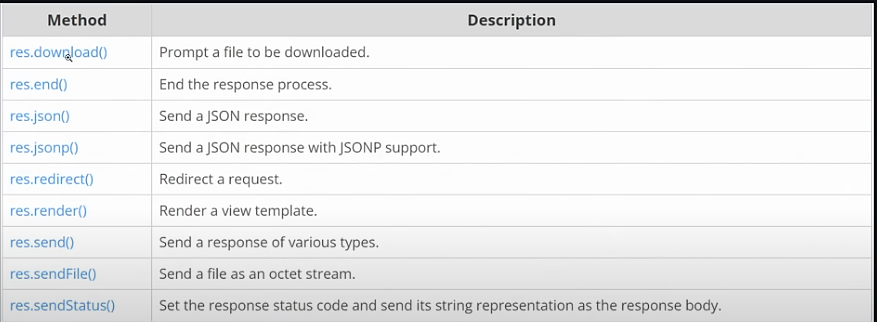 Method Description
res.download() Prompt a file to be downloaded.
res.end() End the response process.
res.json() Send a JSON response.
res.jsonp() Send a JSON response with JSONP support.
res.redirect() Redirect a request.
res.render() Render a view template.
res.send() Send a response of various types.
res.sendFile() Send a file as an octet stream.
res.sendStatus() Set the response status code and send its string representation as the response body.